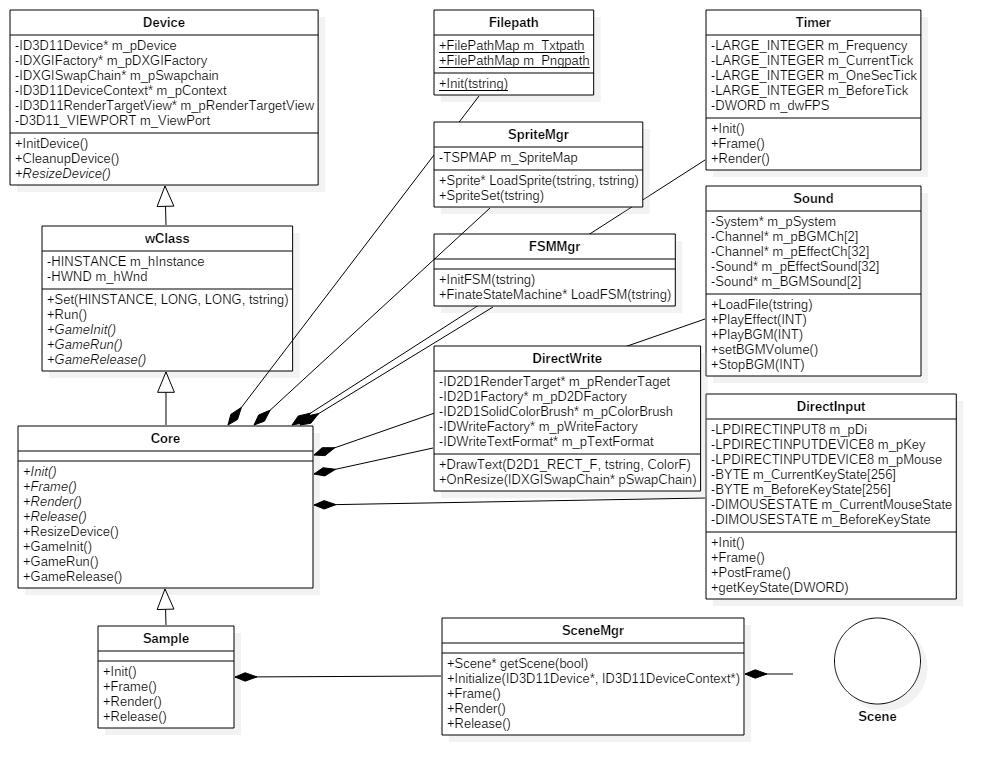 Device
-ID3D11Device* m_pDevice
-IDXGIFactory* m_pDXGIFactory
-IDXGISwapChain* m_pSwapchain
-ID3D11DeviceContext* m_pContext
-ID3D11RenderTargetView* m_pRenderTargetView
-D3D11_VIEWPORT m_ViewPort
+InitDevice()
+CleanupDevice()
+ResizeDevice()
wClass
-HINSTANCE m_hInstance
-HWND m_hWnd
+Set(HINSTANCE, LONG, LONG, tstring)
+Run()
+GameInit()
+GameRun()
+GameRelease()
Core
+Init()
+Frame()
+Render()
+Release()
+ResizeDevice()
+GameInit()
+GameRun()
+GameRelease()
Sample
+Init()
+Frame()
+Render()
+Release()
Filepath
+FilePathMap m_Txtpath
+FilePathMap m_Pngpath
+Init(tstring)
SpriteMgr
-TSPMAP m_SpriteMap
+Sprite* LoadSprite(tstring, tstring)
+SpriteSet(tstring)
FSMMgr
+InitFSM(tstring)
+FinateStateMachine* LoadFSM(tstring)
DirectWrite
-ID2D1RenderTarget* m_pRenderTaget
-ID2D1Factory* m_pD2DFactory
-ID2D1SolidColorBrush* m_pColorBrush
-IDWriteFactory* m_pWriteFactory
-IDWriteTextFormat* m_pTextFormat
+DrawText(D2D1_RECT_F, tstring, ColorF)
+OnResize(IDXGISwapChain* pSwapChain)
SceneMgr
+Scene* getScene(bool)
+Initialize(ID3D11Device*, ID3D11DeviceContext*)
+Frame()
+Render()
+Release()
Timer
-LARGE_INTEGER m_Frequency
-LARGE_INTEGER m_CurrentTick
-LARGE_INTEGER m_OneSecTick
-LARGE_INTEGER m_BeforeTick
-DWORD m_dwFPS
+Init()
+Frame()
+Render()
Sound
-System* m_pSystem
-Channel* m_pBGMCh[2]
-Channel* m_pEffectCh[32]
-Sound* m_pEffectSound[32]
-Sound* m_BGMSound[2]
+LoadFile(tstring)
+PlayEffect(INT)
+PlayBGM(INT)
+setBGMVolume()
+StopBGM(INT)
DirectInput
-LPDIRECTINPUT8 m_pDi
-LPDIRECTINPUTDEVICE8 m_pKey
-LPDIRECTINPUTDEVICE8 m_pMouse
-BYTE m_CurrentKeyState[256]
-BYTE m_BeforeKeyState[256]
-DIMOUSESTATE m_CurrentMouseState
-DIMOUSESTATE m_BeforeKeyState
+Init()
+Frame()
+PostFrame()
+getKeyState(DWORD)
Scene